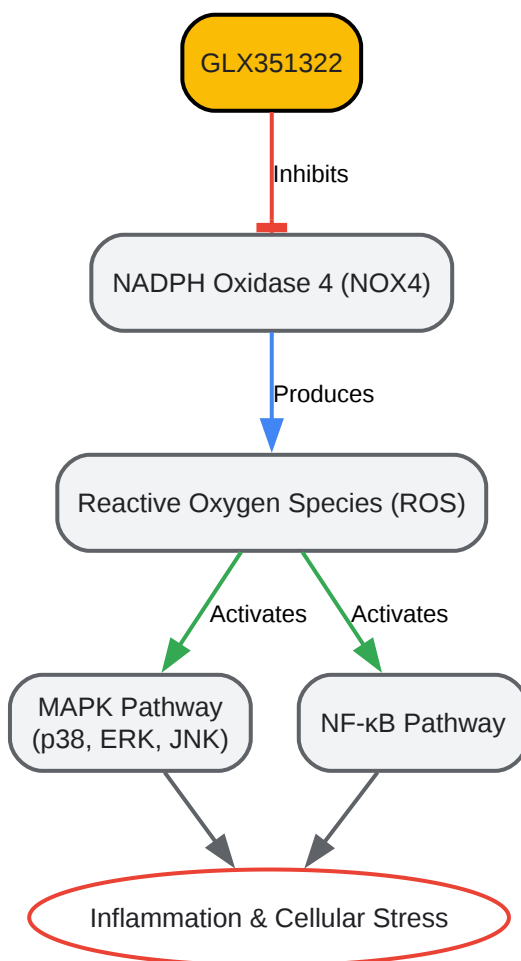 GLX351322
Inhibits
NADPH Oxidase 4 (NOX4)
Produces
Reactive Oxygen Species (ROS)
Activates
Activates
MAPK Pathway
(p38, ERK, JNK)
NF-κB Pathway
Inflammation & Cellular Stress